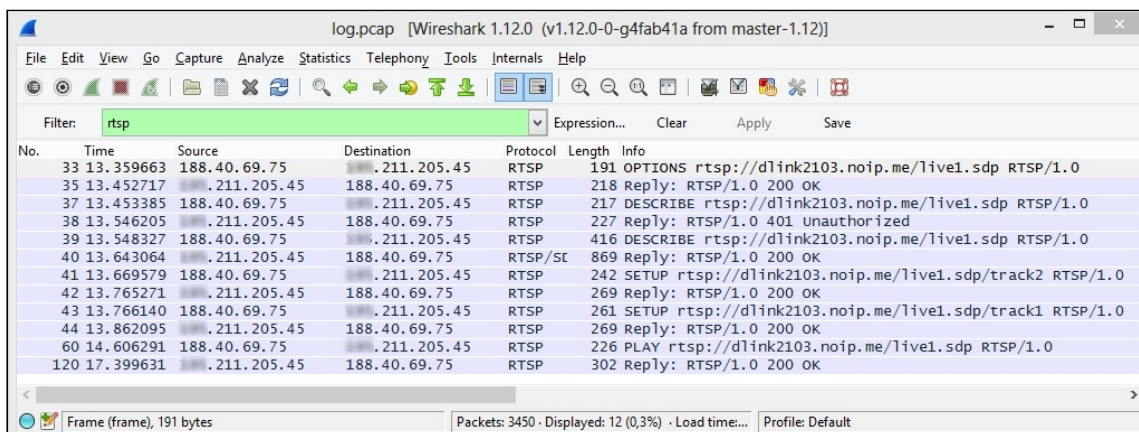 log.pcap [Wireshark 1.12.0 (v1.12.0-0-g4fab41a from master-1.12)]
File Edit View Go Capture Analyze Statistics Telephony Tools Internals Help
Filter: rtsp Expression... Clear Apply Save
No. Time Source Destination Protocol Length Info
33 13.359663 188.40.69.75 .211.205.45 RTSP 191 OPTIONS rtsp://dlink2103.noip.me/live1.sdp RTSP/1.0
35 13.452717 .211.205.45 188.40.69.75 RTSP 218 Reply: RTSP/1.0 200 OK
37 13.453385 188.40.69.75 .211.205.45 RTSP 217 DESCRIBE rtsp://dlink2103.noip.me/live1.sdp RTSP/1.0
38 13.546205 .211.205.45 188.40.69.75 RTSP 227 Reply: RTSP/1.0 401 Unauthorized
39 13.548327 188.40.69.75 .211.205.45 RTSP 416 DESCRIBE rtsp://dlink2103.noip.me/live1.sdp RTSP/1.0
40 13.643064 .211.205.45 188.40.69.75 RTSP/SD 869 Reply: RTSP/1.0 200 OK
41 13.669579 188.40.69.75 .211.205.45 RTSP 242 SETUP rtsp://dlink2103.noip.me/live1.sdp/track2 RTSP/1.0
42 13.765271 .211.205.45 188.40.69.75 RTSP 269 Reply: RTSP/1.0 200 OK
43 13.766140 188.40.69.75 .211.205.45 RTSP 261 SETUP rtsp://dlink2103.noip.me/live1.sdp/track1 RTSP/1.0
44 13.862095 .211.205.45 188.40.69.75 RTSP 269 Reply: RTSP/1.0 200 OK
60 14.606291 188.40.69.75 .211.205.45 RTSP 226 PLAY rtsp://dlink2103.noip.me/live1.sdp RTSP/1.0
120 17.399631 .211.205.45 188.40.69.75 RTSP 302 Reply: RTSP/1.0 200 OK
Frame (frame), 191 bytes Packets: 3450 · Displayed: 12 (0,3%) · Load time:... Profile: Default